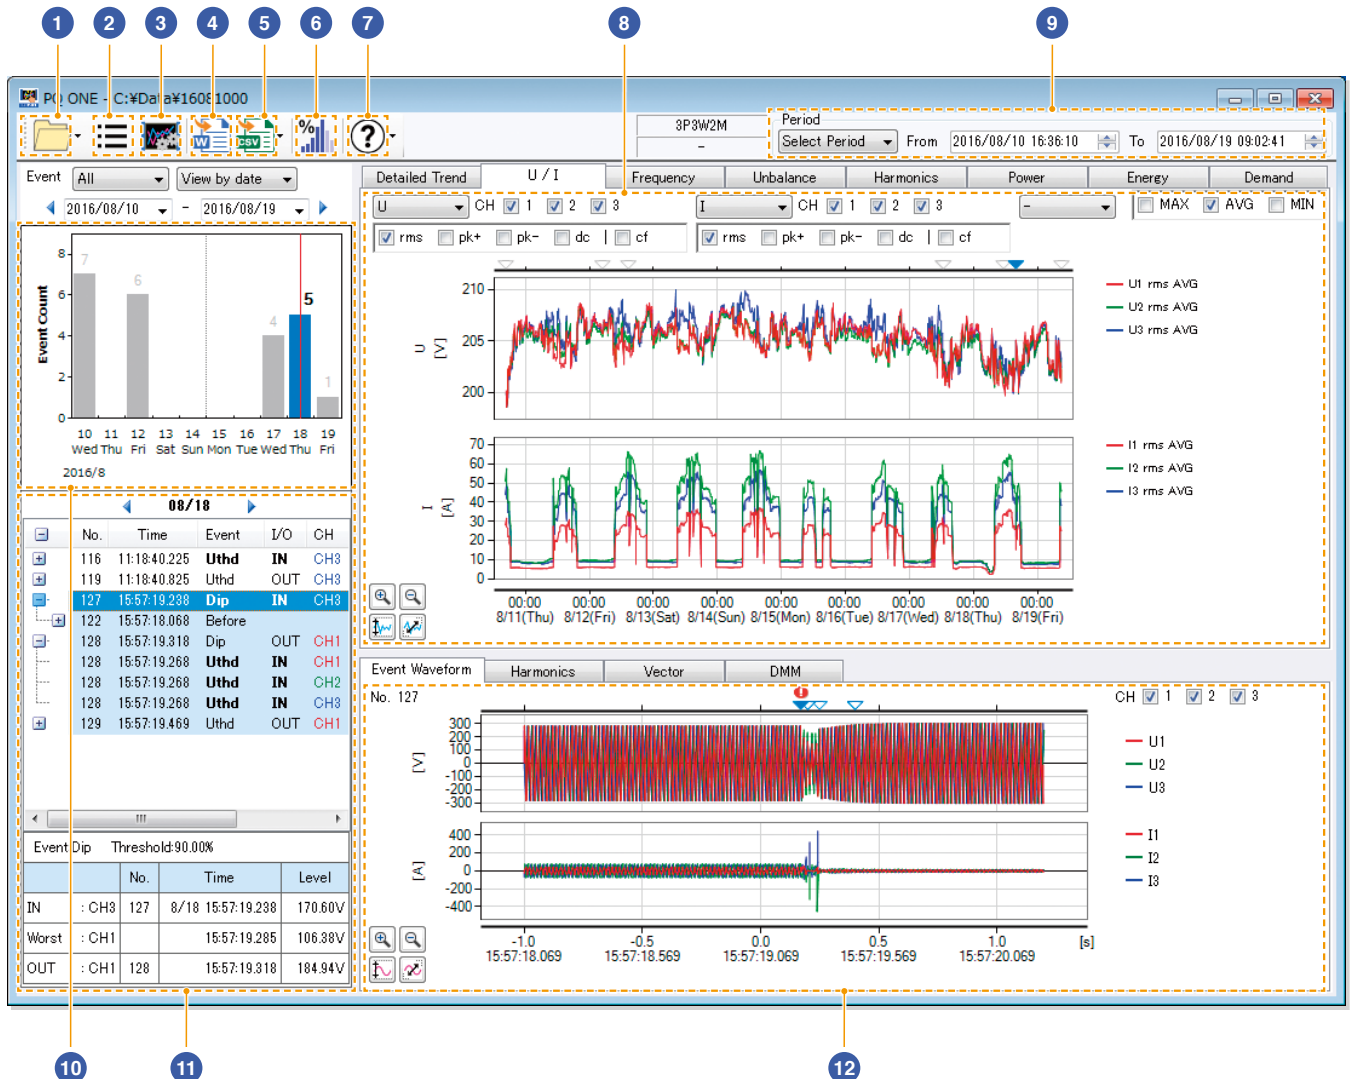 1 2 3 4 5 6 7 8 9
PQ ONE - C:¥Data¥16081000
W CSV % ?
3P3W2M
-
Period
Select Period From 2016/08/10 16:36:10 To 2016/08/19 09:02:41
Event All View by date
2016/08/10 - 2016/08/19
Detailed Trend U / I Frequency Unbalance Harmonics Power Energy Demand
U CH 1 2 3 I CH 1 2 3 - MAX AVG MIN
rms pk+ pk- dc | cf rms pk+ pk- dc | cf
Event Count
8 6 4 2 0
7 6 4 5 1
10 11 12 13 14 15 16 17 18 19
Wed Thu Fri Sat Sun Mon Tue Wed Thu Fri
2016/8
U [V]
210
205
200
U1 rms AVG
U2 rms AVG
U3 rms AVG
I [A]
70
60
50
40
30
20
10
0
I1 rms AVG
I2 rms AVG
I3 rms AVG
00:00 00:00 00:00 00:00 00:00 00:00 00:00 00:00 00:00
8/11(Thu) 8/12(Fri) 8/13(Sat) 8/14(Sun) 8/15(Mon) 8/16(Tue) 8/17(Wed) 8/18(Thu) 8/19(Fri)
08/18
No. Time Event I/O CH
116 11:18:40.225 Uthd IN CH3
119 11:18:40.825 Uthd OUT CH3
127 15:57:19.238 Dip IN CH3
122 15:57:18.068 Before
128 15:57:19.318 Dip OUT CH1
128 15:57:19.268 Uthd IN CH1
128 15:57:19.268 Uthd IN CH2
128 15:57:19.268 Uthd IN CH3
129 15:57:19.469 Uthd OUT CH1
Event:Dip Threshold:90.00%
No. Time Level
IN : CH3 127 8/18 15:57:19.238 170.60V
Worst : CH1 15:57:19.285 106.38V
OUT : CH1 128 15:57:19.318 184.94V
Event Waveform Harmonics Vector DMM
No. 127 CH 1 2 3
[V]
300
200
100
0
-100
-200
-300
U1
U2
U3
[A]
400
200
0
-200
-400
I1
I2
I3
-1.0 -0.5 0.0 0.5 1.0 [s]
15:57:18.069 15:57:18.569 15:57:19.069 15:57:19.569 15:57:20.069
10 11 12